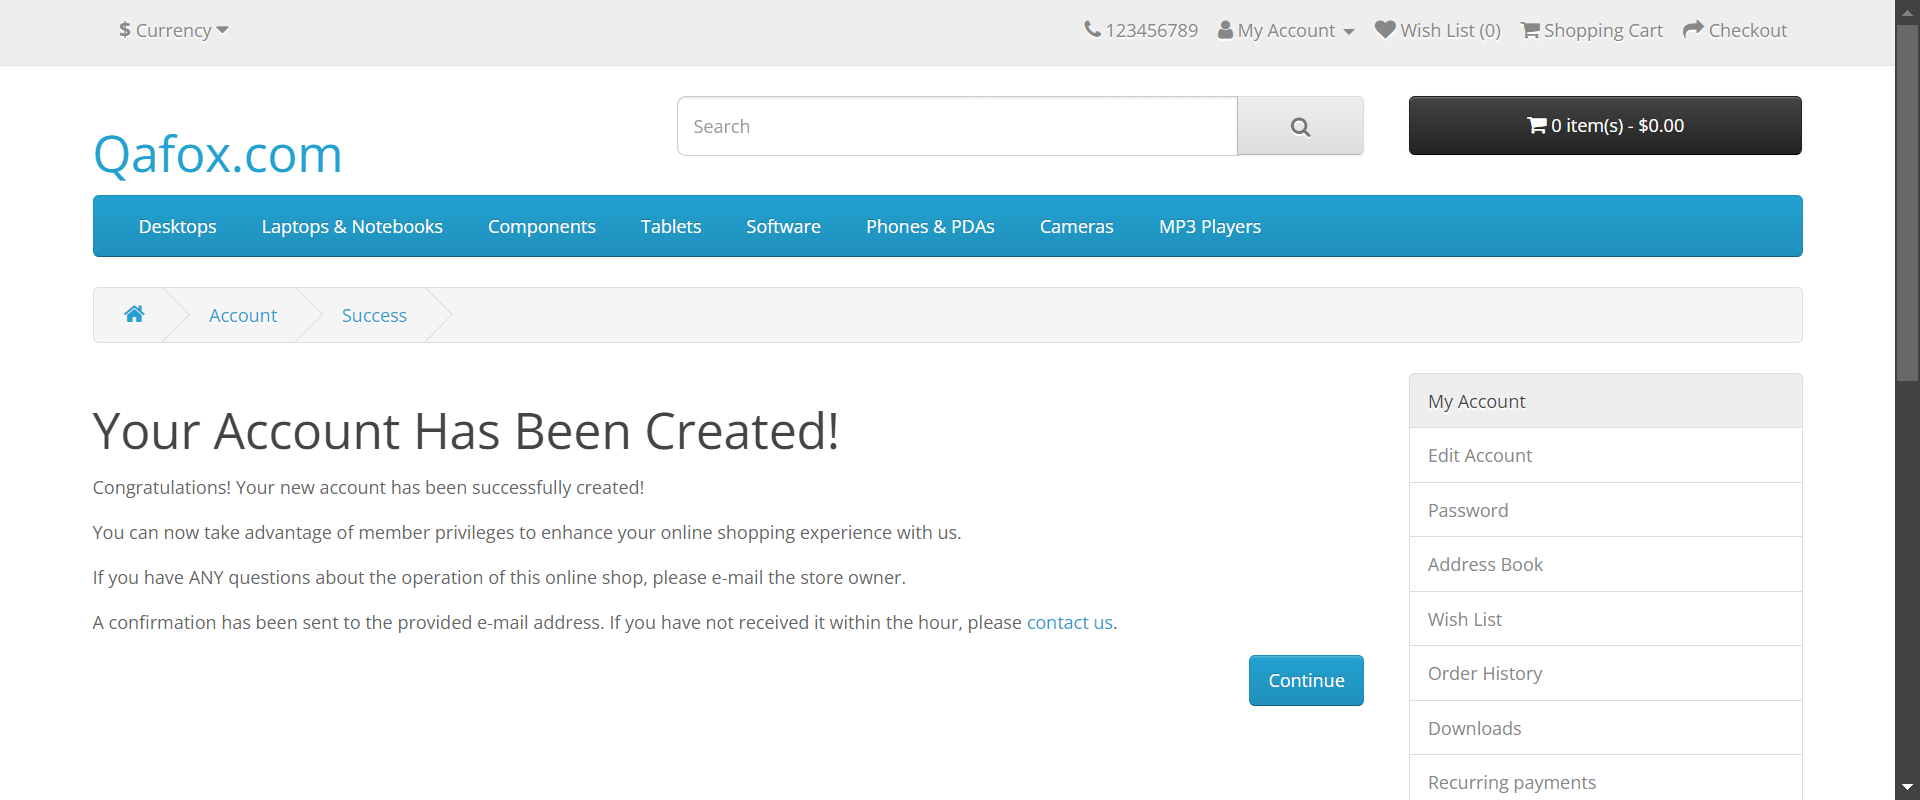 $ Currency
123456789 My Account Wish List (0) Shopping Cart Checkout
Qafox.com
Search
0 item(s) - $0.00
Desktops Laptops & Notebooks Components Tablets Software Phones & PDAs Cameras MP3 Players
Account Success
Your Account Has Been Created!
Congratulations! Your new account has been successfully created!
You can now take advantage of member privileges to enhance your online shopping experience with us.
If you have ANY questions about the operation of this online shop, please e-mail the store owner.
A confirmation has been sent to the provided e-mail address. If you have not received it within the hour, please contact us.
Continue
My Account
Edit Account
Password
Address Book
Wish List
Order History
Downloads
Recurring payments